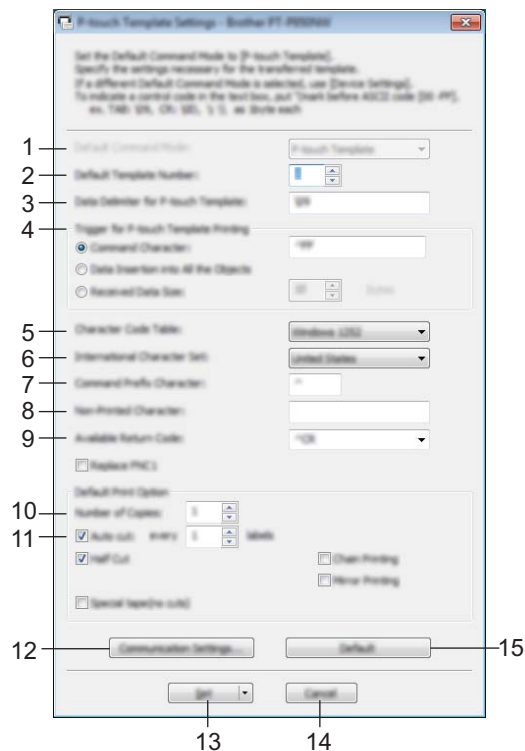 P-touch Template Settings - Brother PT-P950NW
Set the Default Command Mode to [P-touch Template].
Specify the settings necessary for the transferred template.
If a different Default Command Mode is selected, use [Device Settings].
1 Default Command Mode: P-touch Template
2 Default Template Number:
3 Data Delimiter for P-touch Template:
4 Trigger for P-touch Template Printing
Command Character: ^FF
Data Insertion into All the Objects
Received Data Size: Bytes
5 Character Code Table: Windows 1252
6 International Character Set: United States
7 Command Prefix Character: ^
8 Non-Printed Character:
9 Available Return Code: ^CR
Replace FNC1
Default Print Option
10 Number of Copies: 1
11 Auto cut: every 1 labels
Half Cut
Chain Printing
Mirror Printing
Special tape(no cuts)
12 Communication Settings... Default 15
Set Cancel
13 14